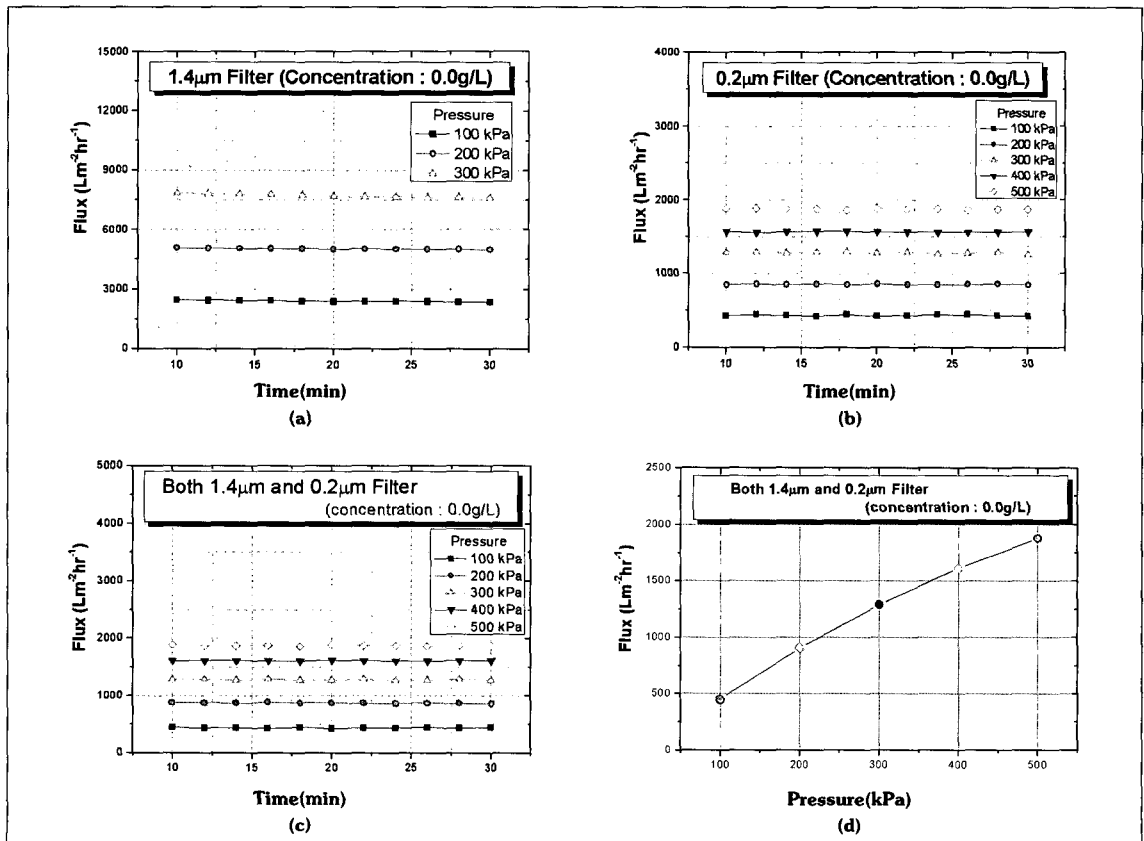 15000
12000
9000
6000
3000
0
Flux (Lm⁻²hr⁻¹)
1.4µm Filter (Concentration : 0.0g/L)
Pressure
100 kPa
200 kPa
300 kPa
10 15 20 25 30
Time(min)
(a)
4000
3000
2000
1000
0
Flux (Lm⁻²hr⁻¹)
0.2µm Filter (Concentration : 0.0g/L)
Pressure
100 kPa
200 kPa
300 kPa
400 kPa
500 kPa
10 15 20 25 30
Time(min)
(b)
5000
4000
3000
2000
1000
0
Flux (Lm⁻²hr⁻¹)
Both 1.4µm and 0.2µm Filter
(concentration : 0.0g/L)
Pressure
100 kPa
200 kPa
300 kPa
400 kPa
500 kPa
10 15 20 25 30
Time(min)
(c)
2500
2000
1500
1000
500
0
Flux (Lm⁻²hr⁻¹)
Both 1.4µm and 0.2µm Filter
(concentration : 0.0g/L)
100 200 300 400 500
Pressure(kPa)
(d)